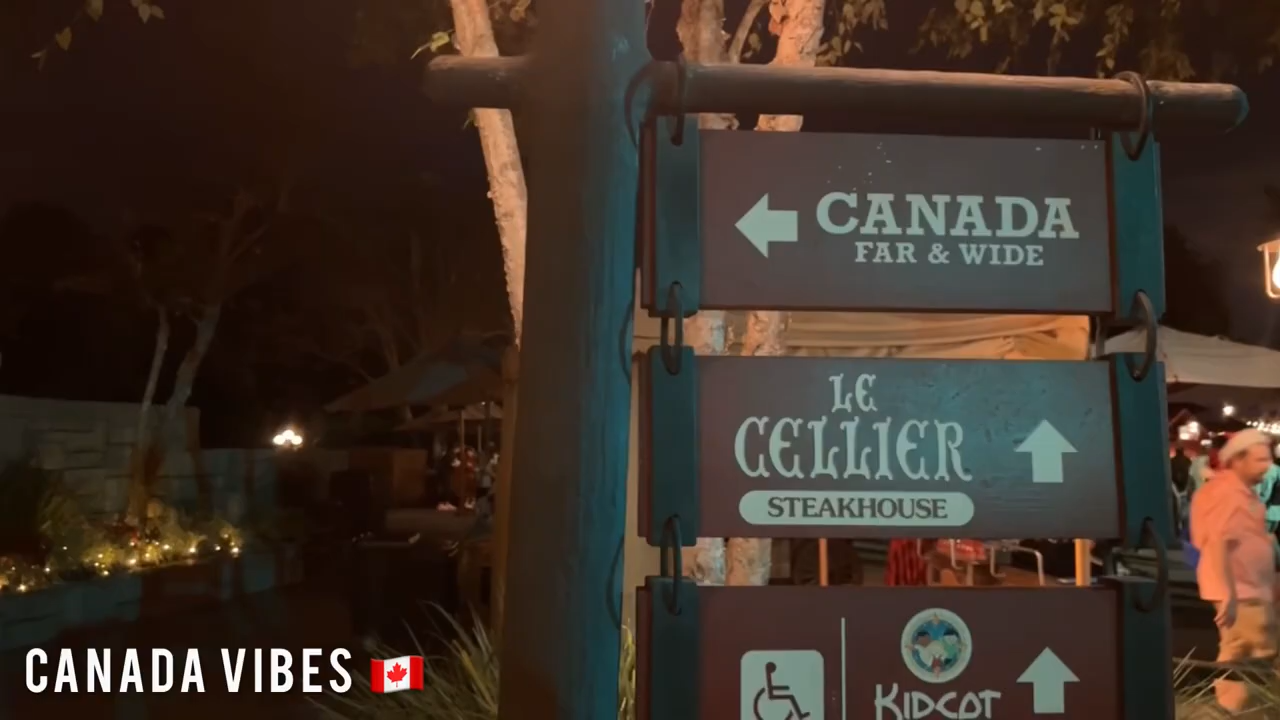 CANADA
FAR & WIDE
LE
CELLIER
STEAKHOUSE
KIDCOT
CANADA VIBES 🇨🇦